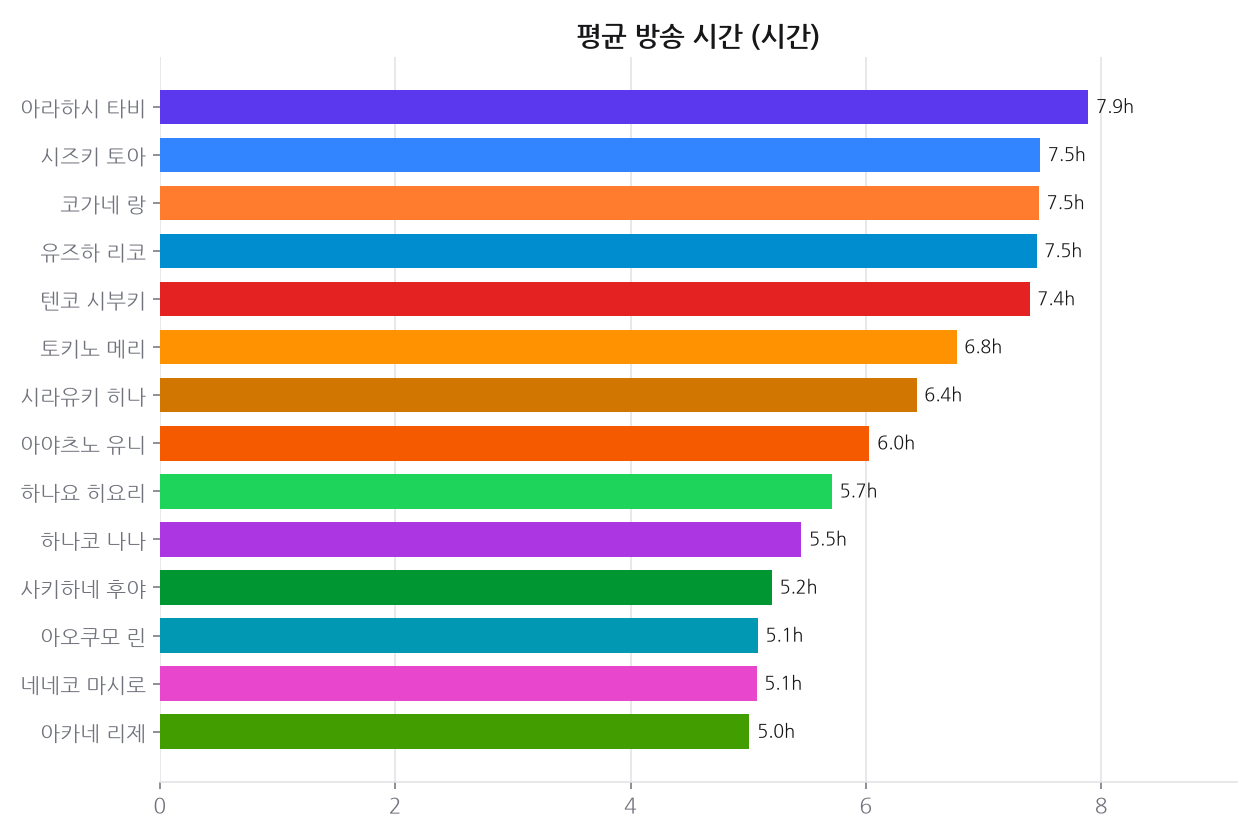 평균 방송 시간 (시간)
아라하시 타비 7.9h
시즈키 토아 7.5h
코가네 랑 7.5h
유즈하 리코 7.5h
텐코 시부키 7.4h
토키노 메리 6.8h
시라유키 히나 6.4h
아야츠노 유니 6.0h
하나요 히요리 5.7h
하나코 나나 5.5h
사키하네 후야 5.2h
아오쿠모 린 5.1h
네네코 마시로 5.1h
아카네 리제 5.0h
0 2 4 6 8